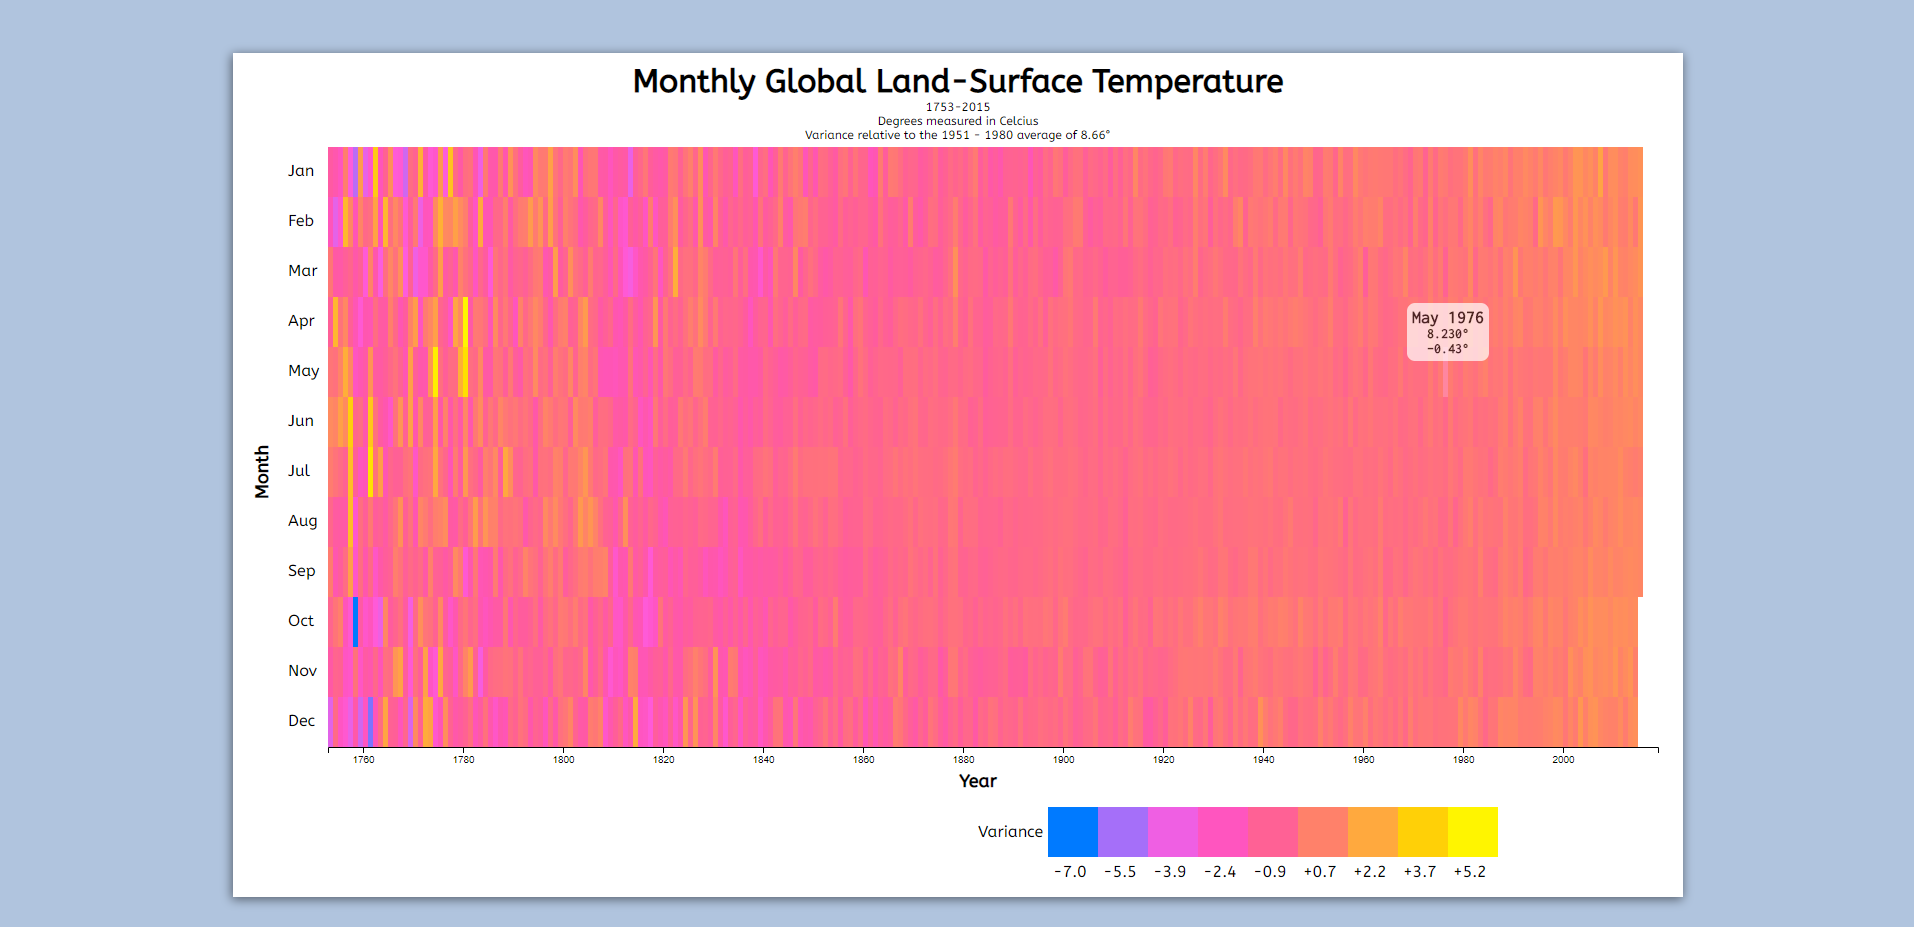 Monthly Global Land-Surface Temperature
1753-2015
Degrees measured in Celcius
Variance relative to the 1951 - 1980 average of 8.66°
Jan
Feb
Mar
Apr
May
Jun
Jul
Aug
Sep
Oct
Nov
Dec
Month
May 1976
8.230°
-0.43°
1760 1780 1800 1820 1840 1860 1880 1900 1920 1940 1960 1980 2000
Year
Variance
-7.0 -5.5 -3.9 -2.4 -0.9 +0.7 +2.2 +3.7 +5.2